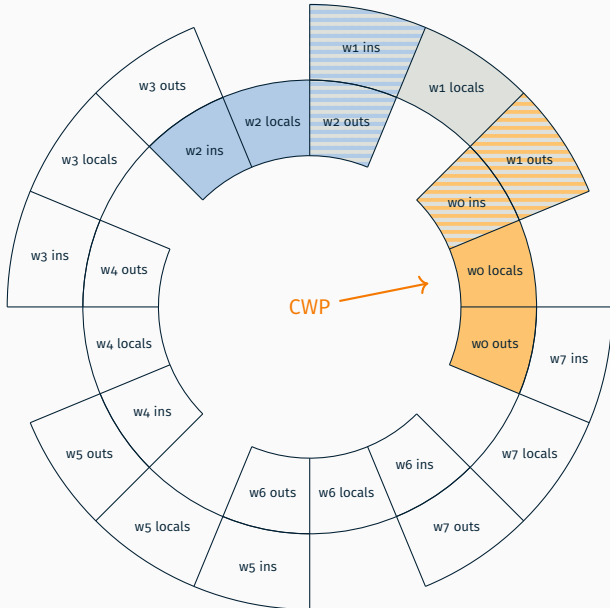 w1 ins
w1 locals
w3 outs
w2 locals
w2 outs
w2 ins
w3 locals
w1 outs
w0 ins
w3 ins
w4 outs
w0 locals
CWP
w4 locals
w0 outs
w7 ins
w4 ins
w5 outs
w6 ins
w7 locals
w6 outs
w6 locals
w5 locals
w7 outs
w5 ins